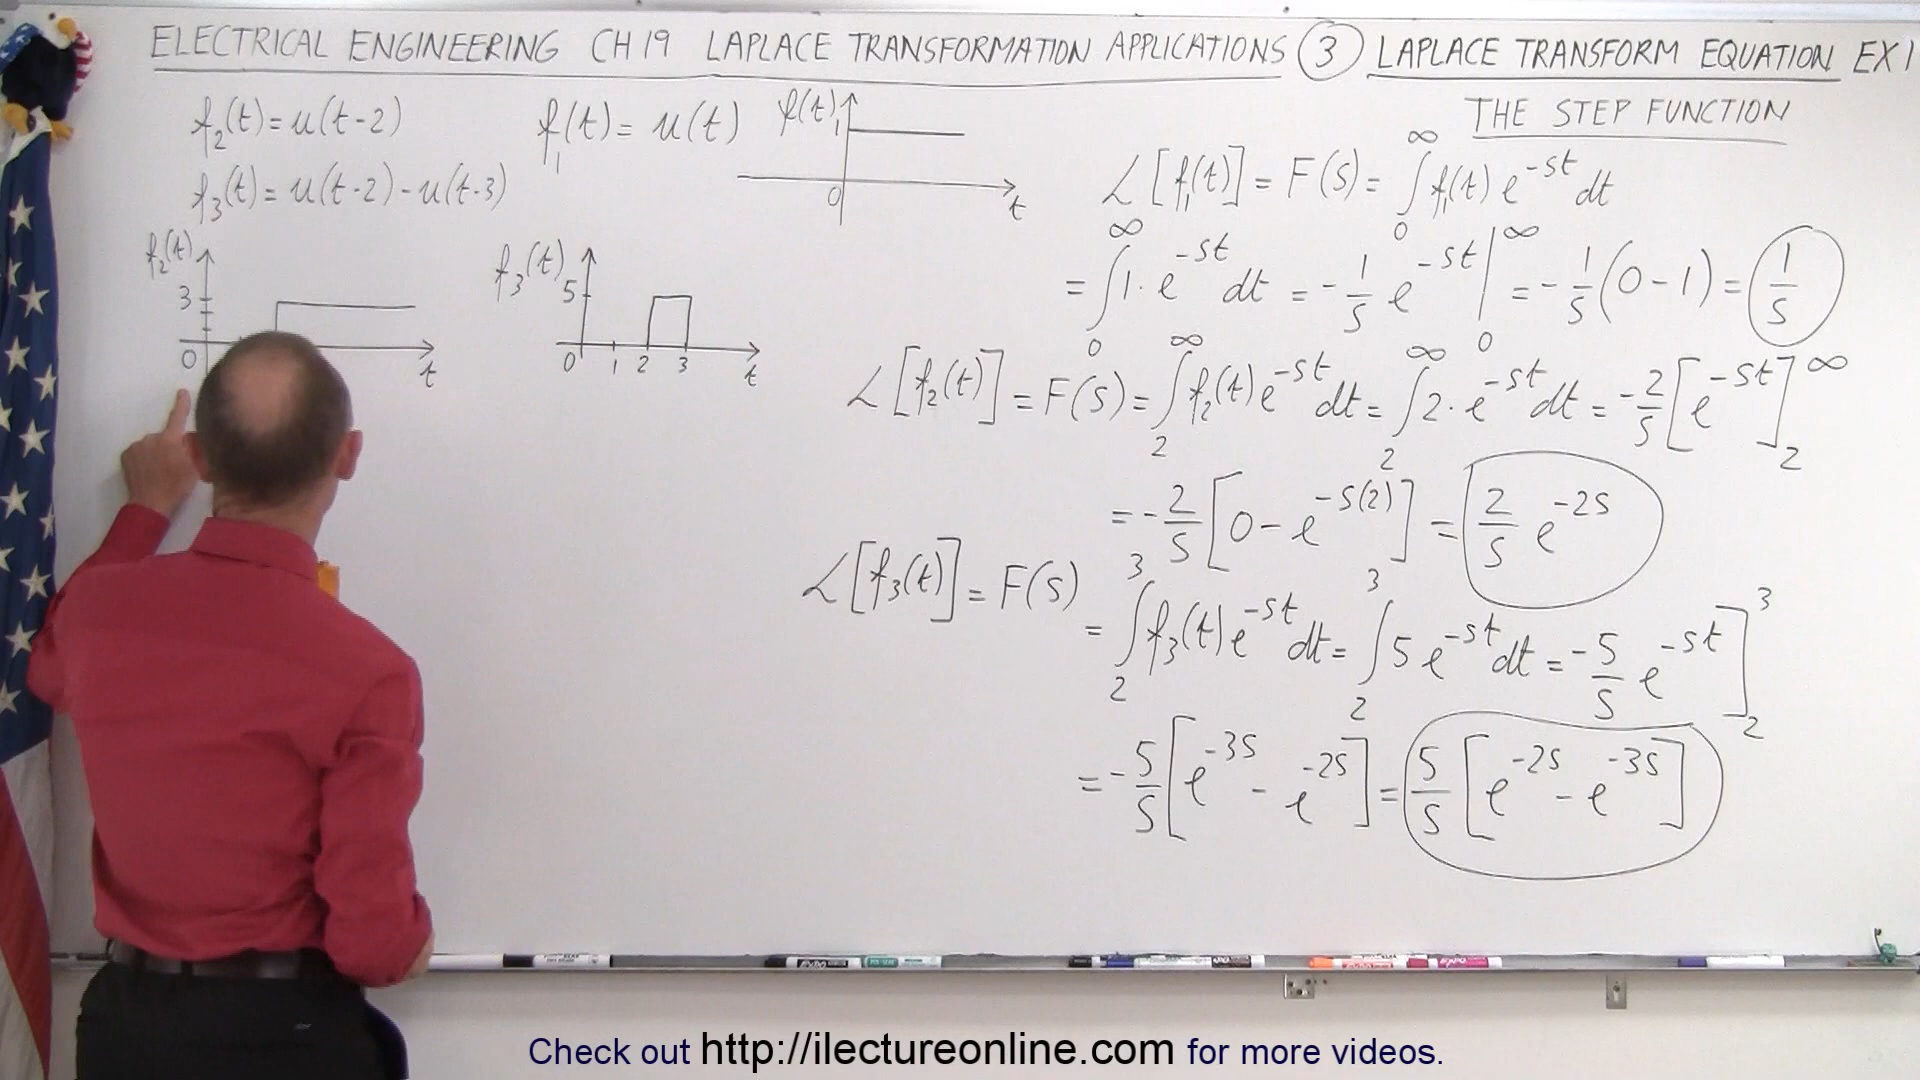 ELECTRICAL ENGINEERING CH 19 LAPLACE TRANSFORMATION APPLICATIONS (3) LAPLACE TRANSFORM EQUATION EX 1
THE STEP FUNCTION
f₂(t) = u(t-2)
f₃(t) = u(t-2) - u(t-3)
f₁(t) = u(t)
f(t)
1
0
t
f₂(t)
3
0
t
f₃(t)
5
0 1 2 3
t
ℒ[f₁(t)] = F(s) = ∫₀^∞ f₁(t) e^{-st} dt
= ∫₀^∞ 1·e^{-st} dt = -1/s e^{-st} |₀^∞ = -1/s (0-1) = 1/s
ℒ[f₂(t)] = F(s) = ∫₂^∞ f₂(t) e^{-st} dt = ∫₂^∞ 2·e^{-st} dt = -2/s [e^{-st}]₂^∞
= -2/s [0 - e^{-s(2)}] = 2/s e^{-2s}
ℒ[f₃(t)] = F(s)
= ∫₂³ f₃(t) e^{-st} dt = ∫₂³ 5 e^{-st} dt = -5/s e^{-st}]₂³
= -5/s [e^{-3s} - e^{-2s}] = 5/s [e^{-2s} - e^{-3s}]
Check out http://ilectureonline.com for more videos.